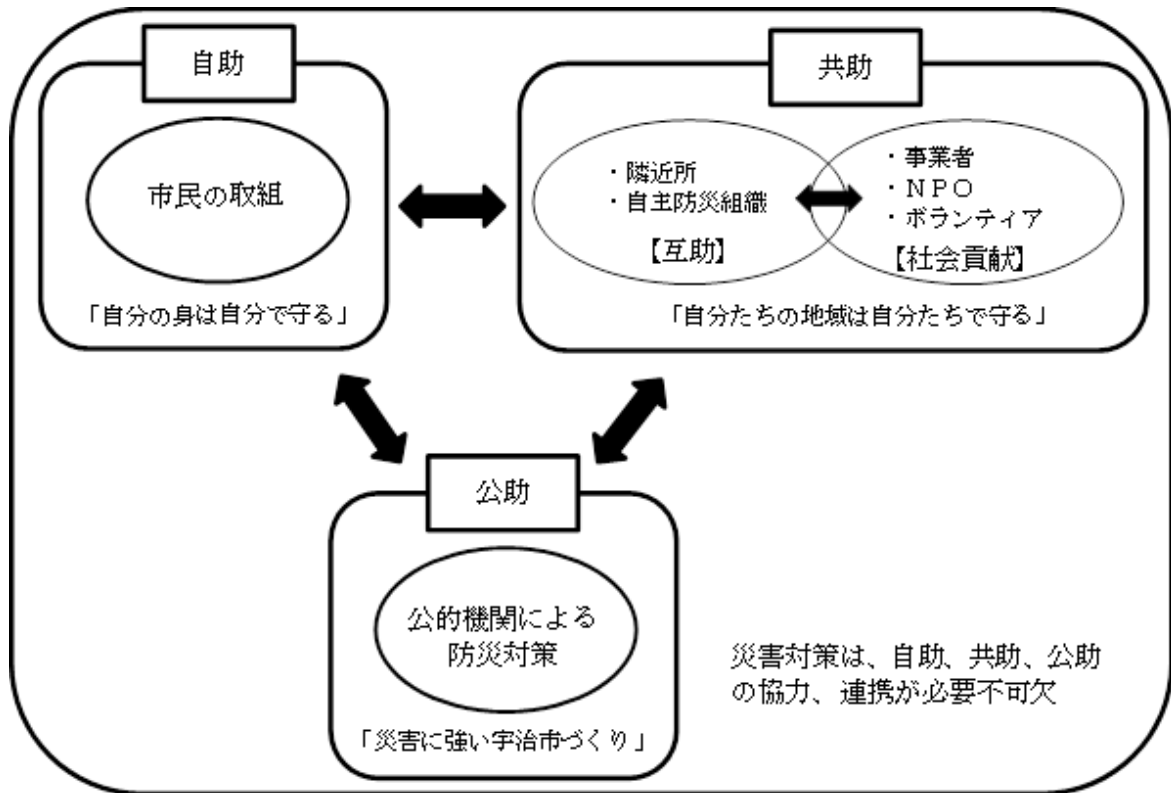 自助
市民の取組
「自分の身は自分で守る」
共助
・隣近所
・自主防災組織
【互助】
・事業者
・ＮＰＯ
・ボランティア
【社会貢献】
「自分たちの地域は自分たちで守る」
公助
公的機関による
防災対策
「災害に強い宇治市づくり」
災害対策は、自助、共助、公助
の協力、連携が必要不可欠